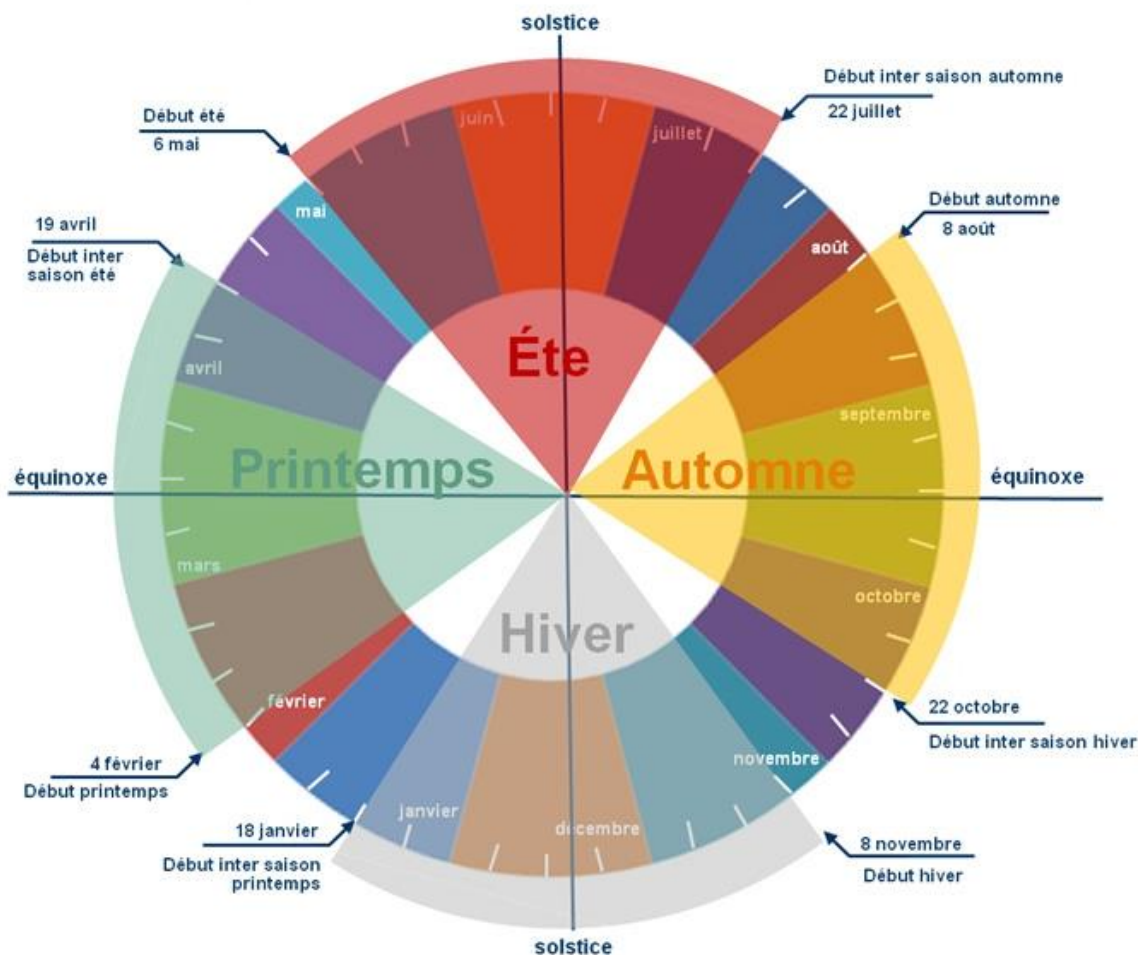 solstice
Début inter saison automne
22 juillet
Début été
6 mai
juin
juillet
Début automne
8 août
19 avril
Début inter
saison été
mai
août
Éte
avril
septembre
Printemps
Automne
équinoxe
équinoxe
mars
octobre
Hiver
février
22 octobre
Début inter saison hiver
novembre
4 février
Début printemps
janvier
décembre
18 janvier
Début inter saison
printemps
8 novembre
Début hiver
solstice